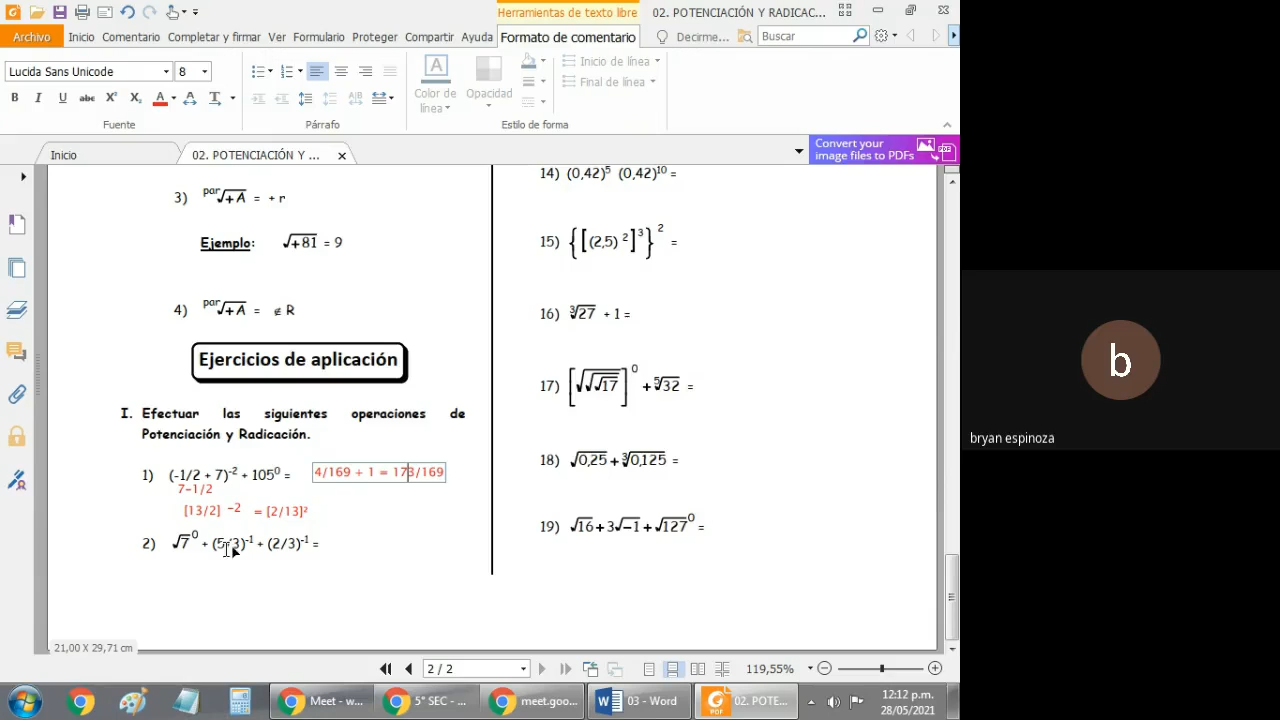 Herramientas de texto libre
02. POTENCIACIÓN Y RADICAC...
Archivo Inicio Comentario Completar y firmar Ver Formulario Proteger Compartir Ayuda Formato de comentario Decirme... Buscar
Lucida Sans Unicode 8
Color de línea
Opacidad
Inicio de línea
Final de línea
Fuente Párrafo Estilo de forma
Inicio 02. POTENCIACIÓN Y ...
Convert your image files to PDFs
3) par√+A = + r
Ejemplo: √+81 = 9
4) par√+A = ∉ R
Ejercicios de aplicación
I. Efectuar las siguientes operaciones de
Potenciación y Radicación.
1) (-1/2 + 7)⁻² + 105⁰ = 4/169 + 1 = 173/169
7-1/2
[13/2] ⁻² = [2/13]²
2) √7⁰ + (5/3)⁻¹ + (2/3)⁻¹ =
14) (0,42)⁵ (0,42)¹⁰ =
15) {[(2,5)²]³}² =
16) ³√27 + 1 =
17) [√√√17]⁰ + ⁵√32 =
18) √0,25 + ³√0,125 =
19) √16 + 3√-1 + √127⁰ =
b
bryan espinoza
21,00 X 29,71 cm
2 / 2
119,55%
Meet - w...
5° SEC - ...
meet.goo...
03 - Word
02. POTE...
12:12 p.m.
28/05/2021